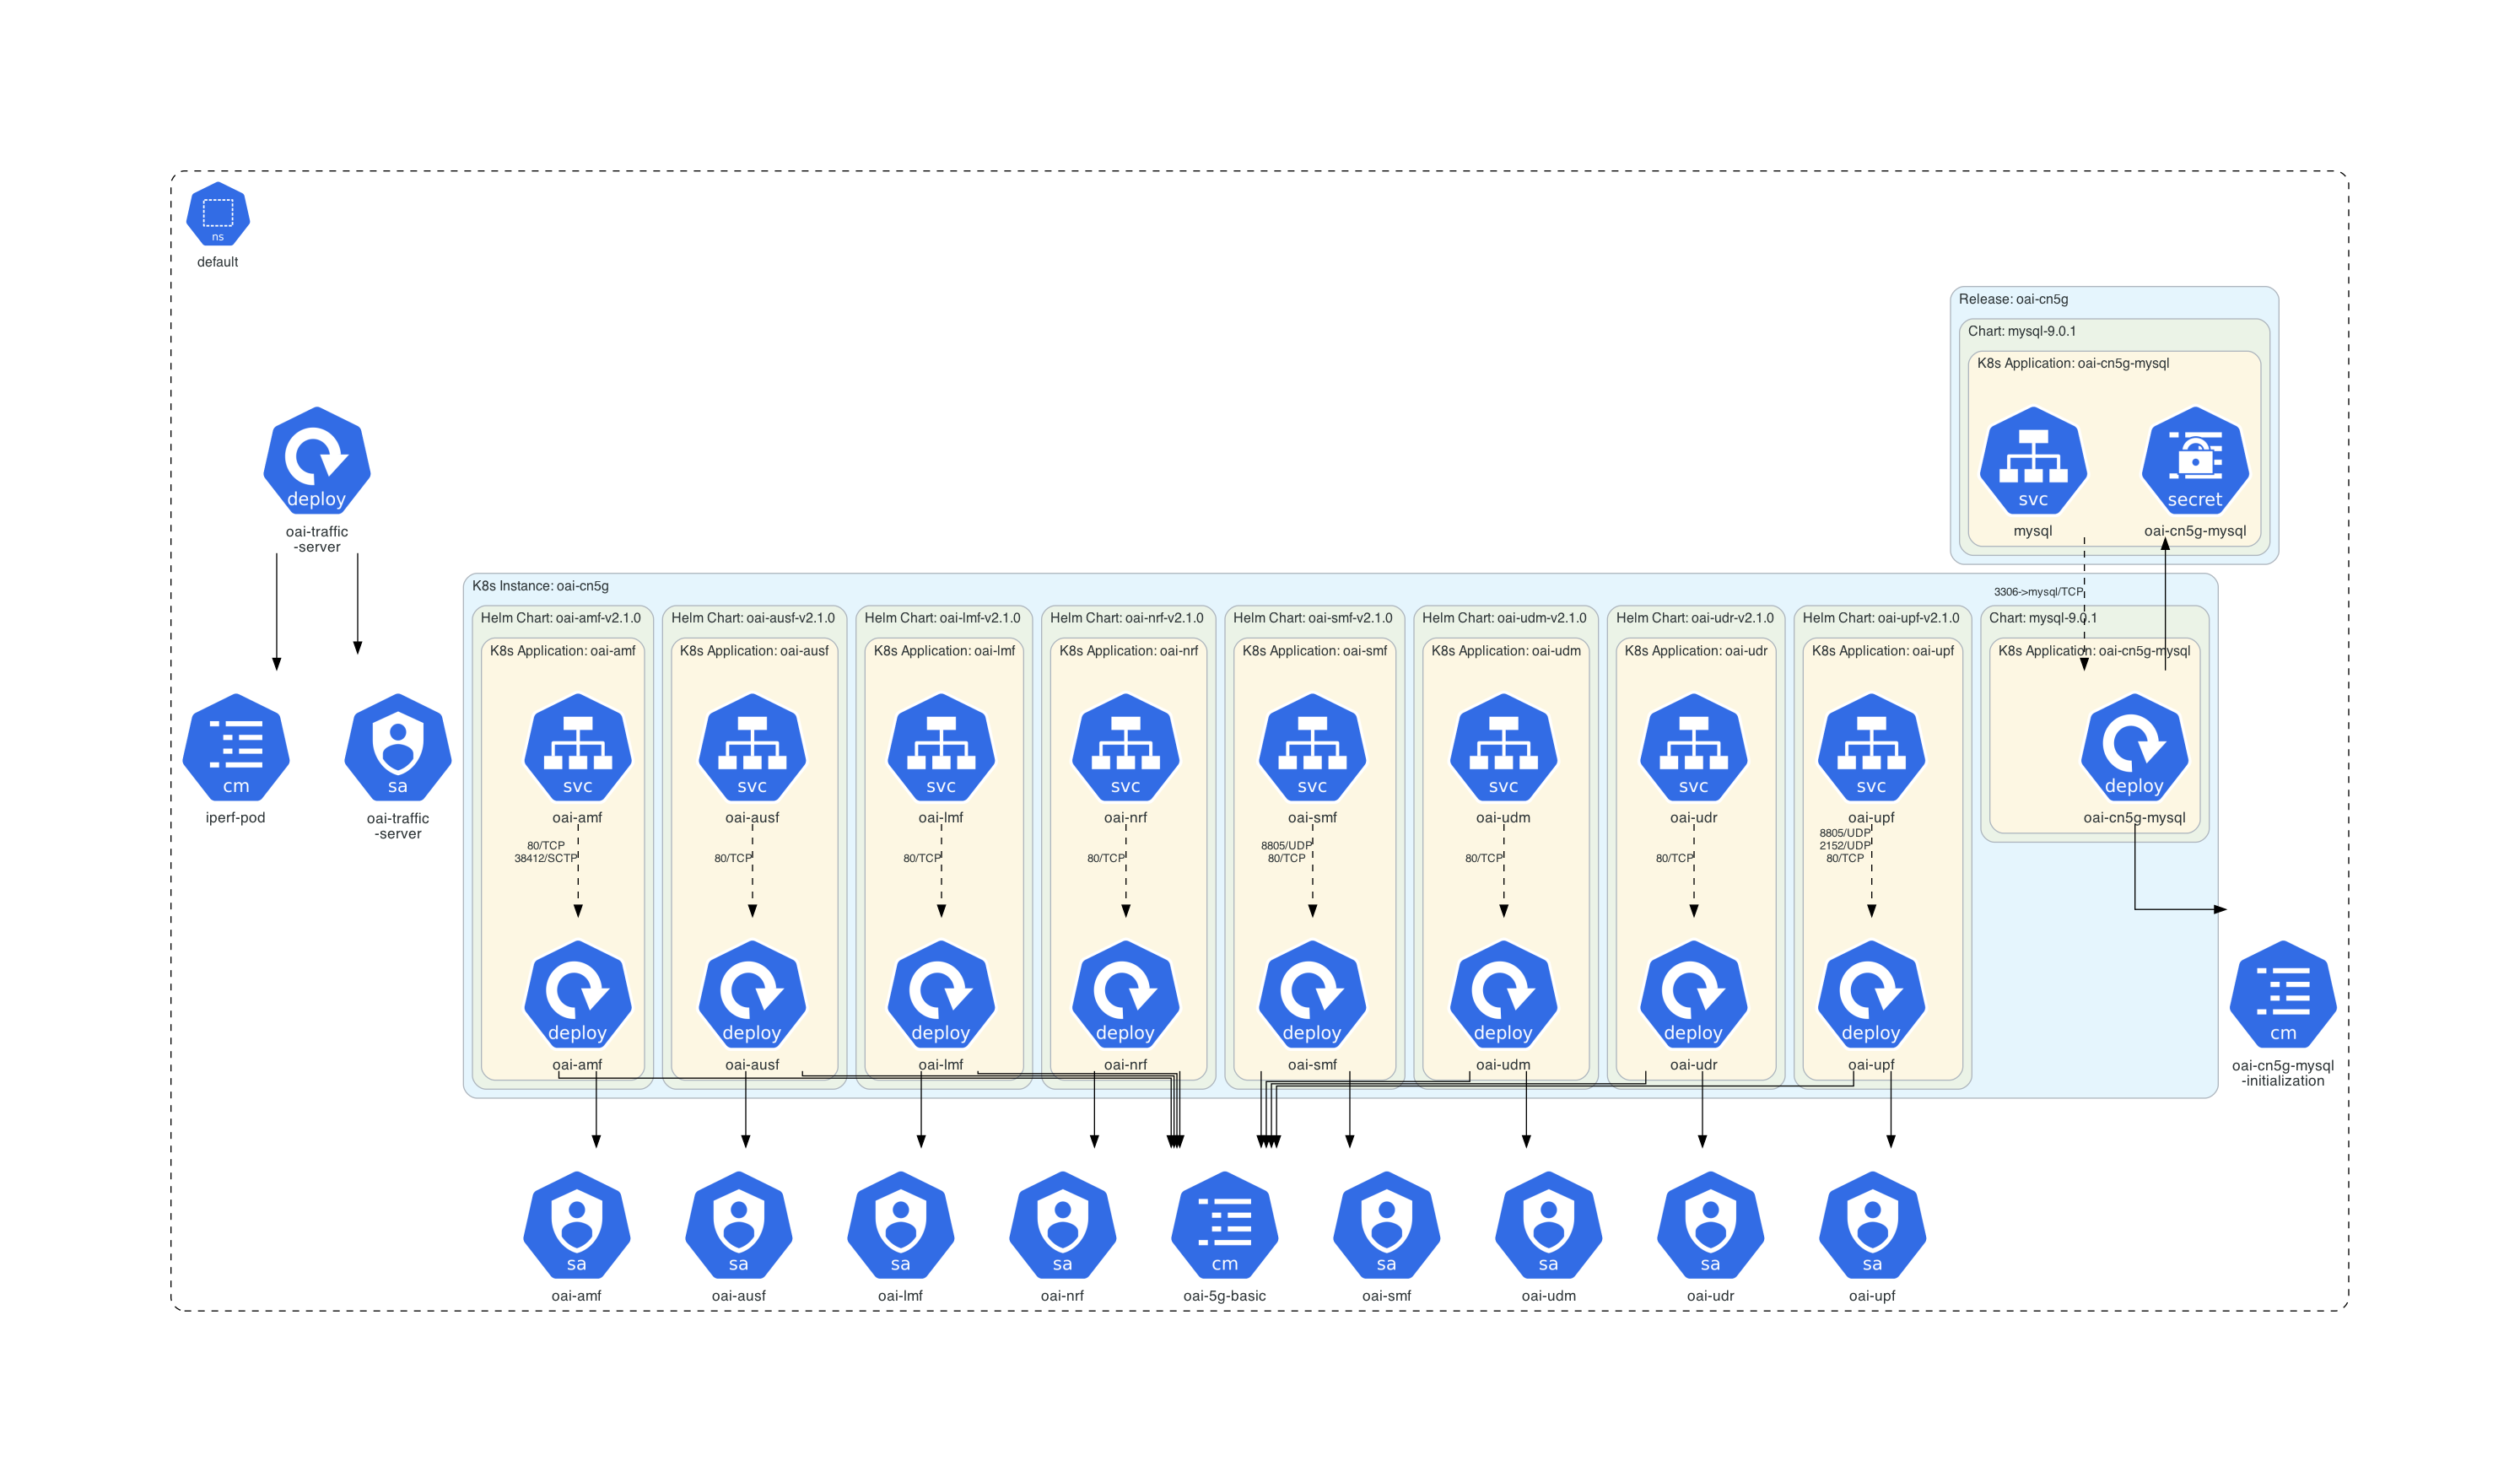 ns
default
Release: oai-cn5g
Chart: mysql-9.0.1
K8s Application: oai-cn5g-mysql
deploy
oai-traffic
-server
svc
mysql
secret
oai-cn5g-mysql
3306->mysql/TCP
K8s Instance: oai-cn5g
Helm Chart: oai-amf-v2.1.0
Helm Chart: oai-ausf-v2.1.0
Helm Chart: oai-lmf-v2.1.0
Helm Chart: oai-nrf-v2.1.0
Helm Chart: oai-smf-v2.1.0
Helm Chart: oai-udm-v2.1.0
Helm Chart: oai-udr-v2.1.0
Helm Chart: oai-upf-v2.1.0
Chart: mysql-9.0.1
K8s Application: oai-amf
K8s Application: oai-ausf
K8s Application: oai-lmf
K8s Application: oai-nrf
K8s Application: oai-smf
K8s Application: oai-udm
K8s Application: oai-udr
K8s Application: oai-upf
K8s Application: oai-cn5g-mysql
cm
iperf-pod
sa
oai-traffic
-server
svc
oai-amf
svc
oai-ausf
svc
oai-lmf
svc
oai-nrf
svc
oai-smf
svc
oai-udm
svc
oai-udr
svc
oai-upf
deploy
oai-cn5g-mysql
80/TCP
38412/SCTP
80/TCP
80/TCP
80/TCP
8805/UDP
80/TCP
80/TCP
80/TCP
8805/UDP
2152/UDP
80/TCP
deploy
oai-amf
deploy
oai-ausf
deploy
oai-lmf
deploy
oai-nrf
deploy
oai-smf
deploy
oai-udm
deploy
oai-udr
deploy
oai-upf
cm
oai-cn5g-mysql
-initialization
sa
oai-amf
sa
oai-ausf
sa
oai-lmf
sa
oai-nrf
cm
oai-5g-basic
sa
oai-smf
sa
oai-udm
sa
oai-udr
sa
oai-upf